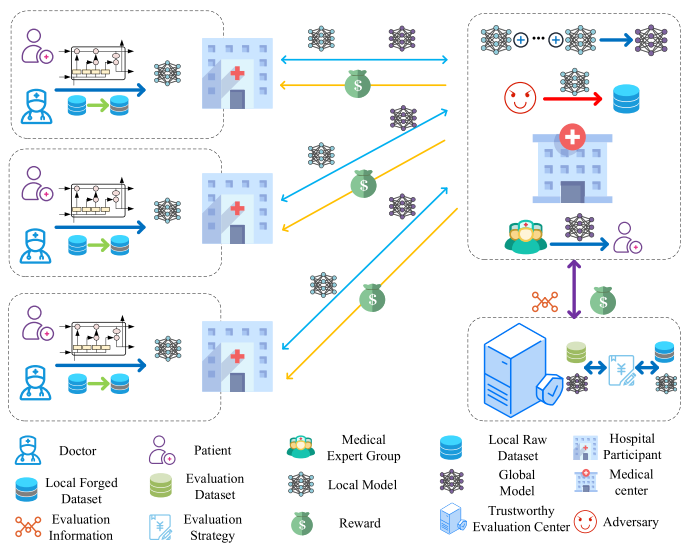 $
$
$
Doctor
Patient
Medical
Expert Group
Local Raw
Dataset
Hospital
Participant
Local Forged
Dataset
Evaluation
Dataset
Local Model
Global
Model
Medical
center
Evaluation
Information
Evaluation
Strategy
Reward
Trustworthy
Evaluation Center
Adversary